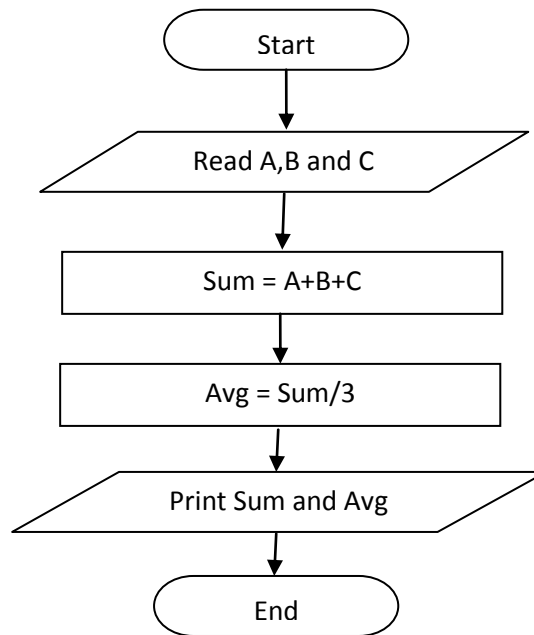 Start
Read A,B and C
Sum = A+B+C
Avg = Sum/3
Print Sum and Avg
End